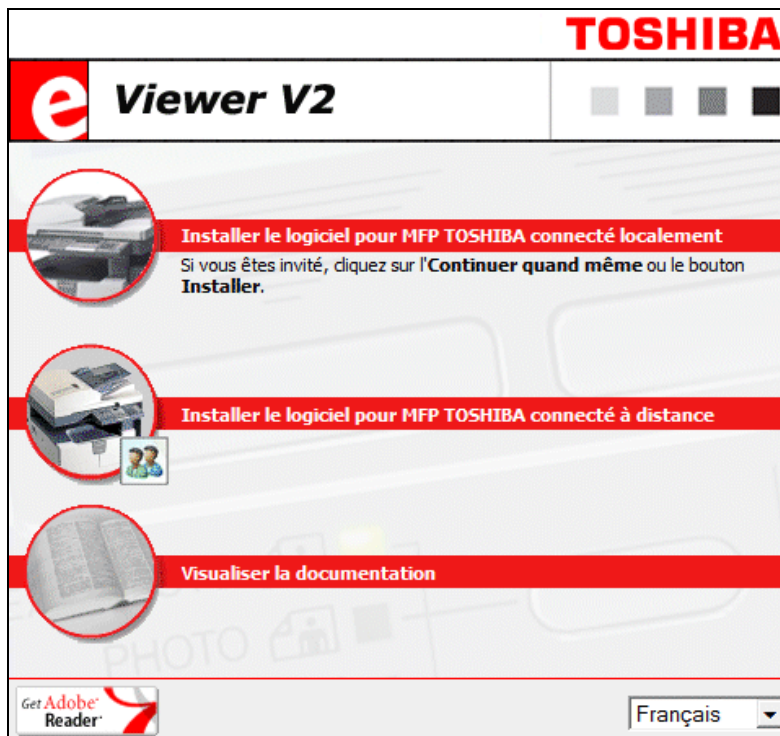 TOSHIBA
e Viewer V2
Installer le logiciel pour MFP TOSHIBA connecté localement
Si vous êtes invité, cliquez sur l'Continuer quand même ou le bouton
Installer.
Installer le logiciel pour MFP TOSHIBA connecté à distance
Visualiser la documentation
PHOTO
Get Adobe
Reader
Français